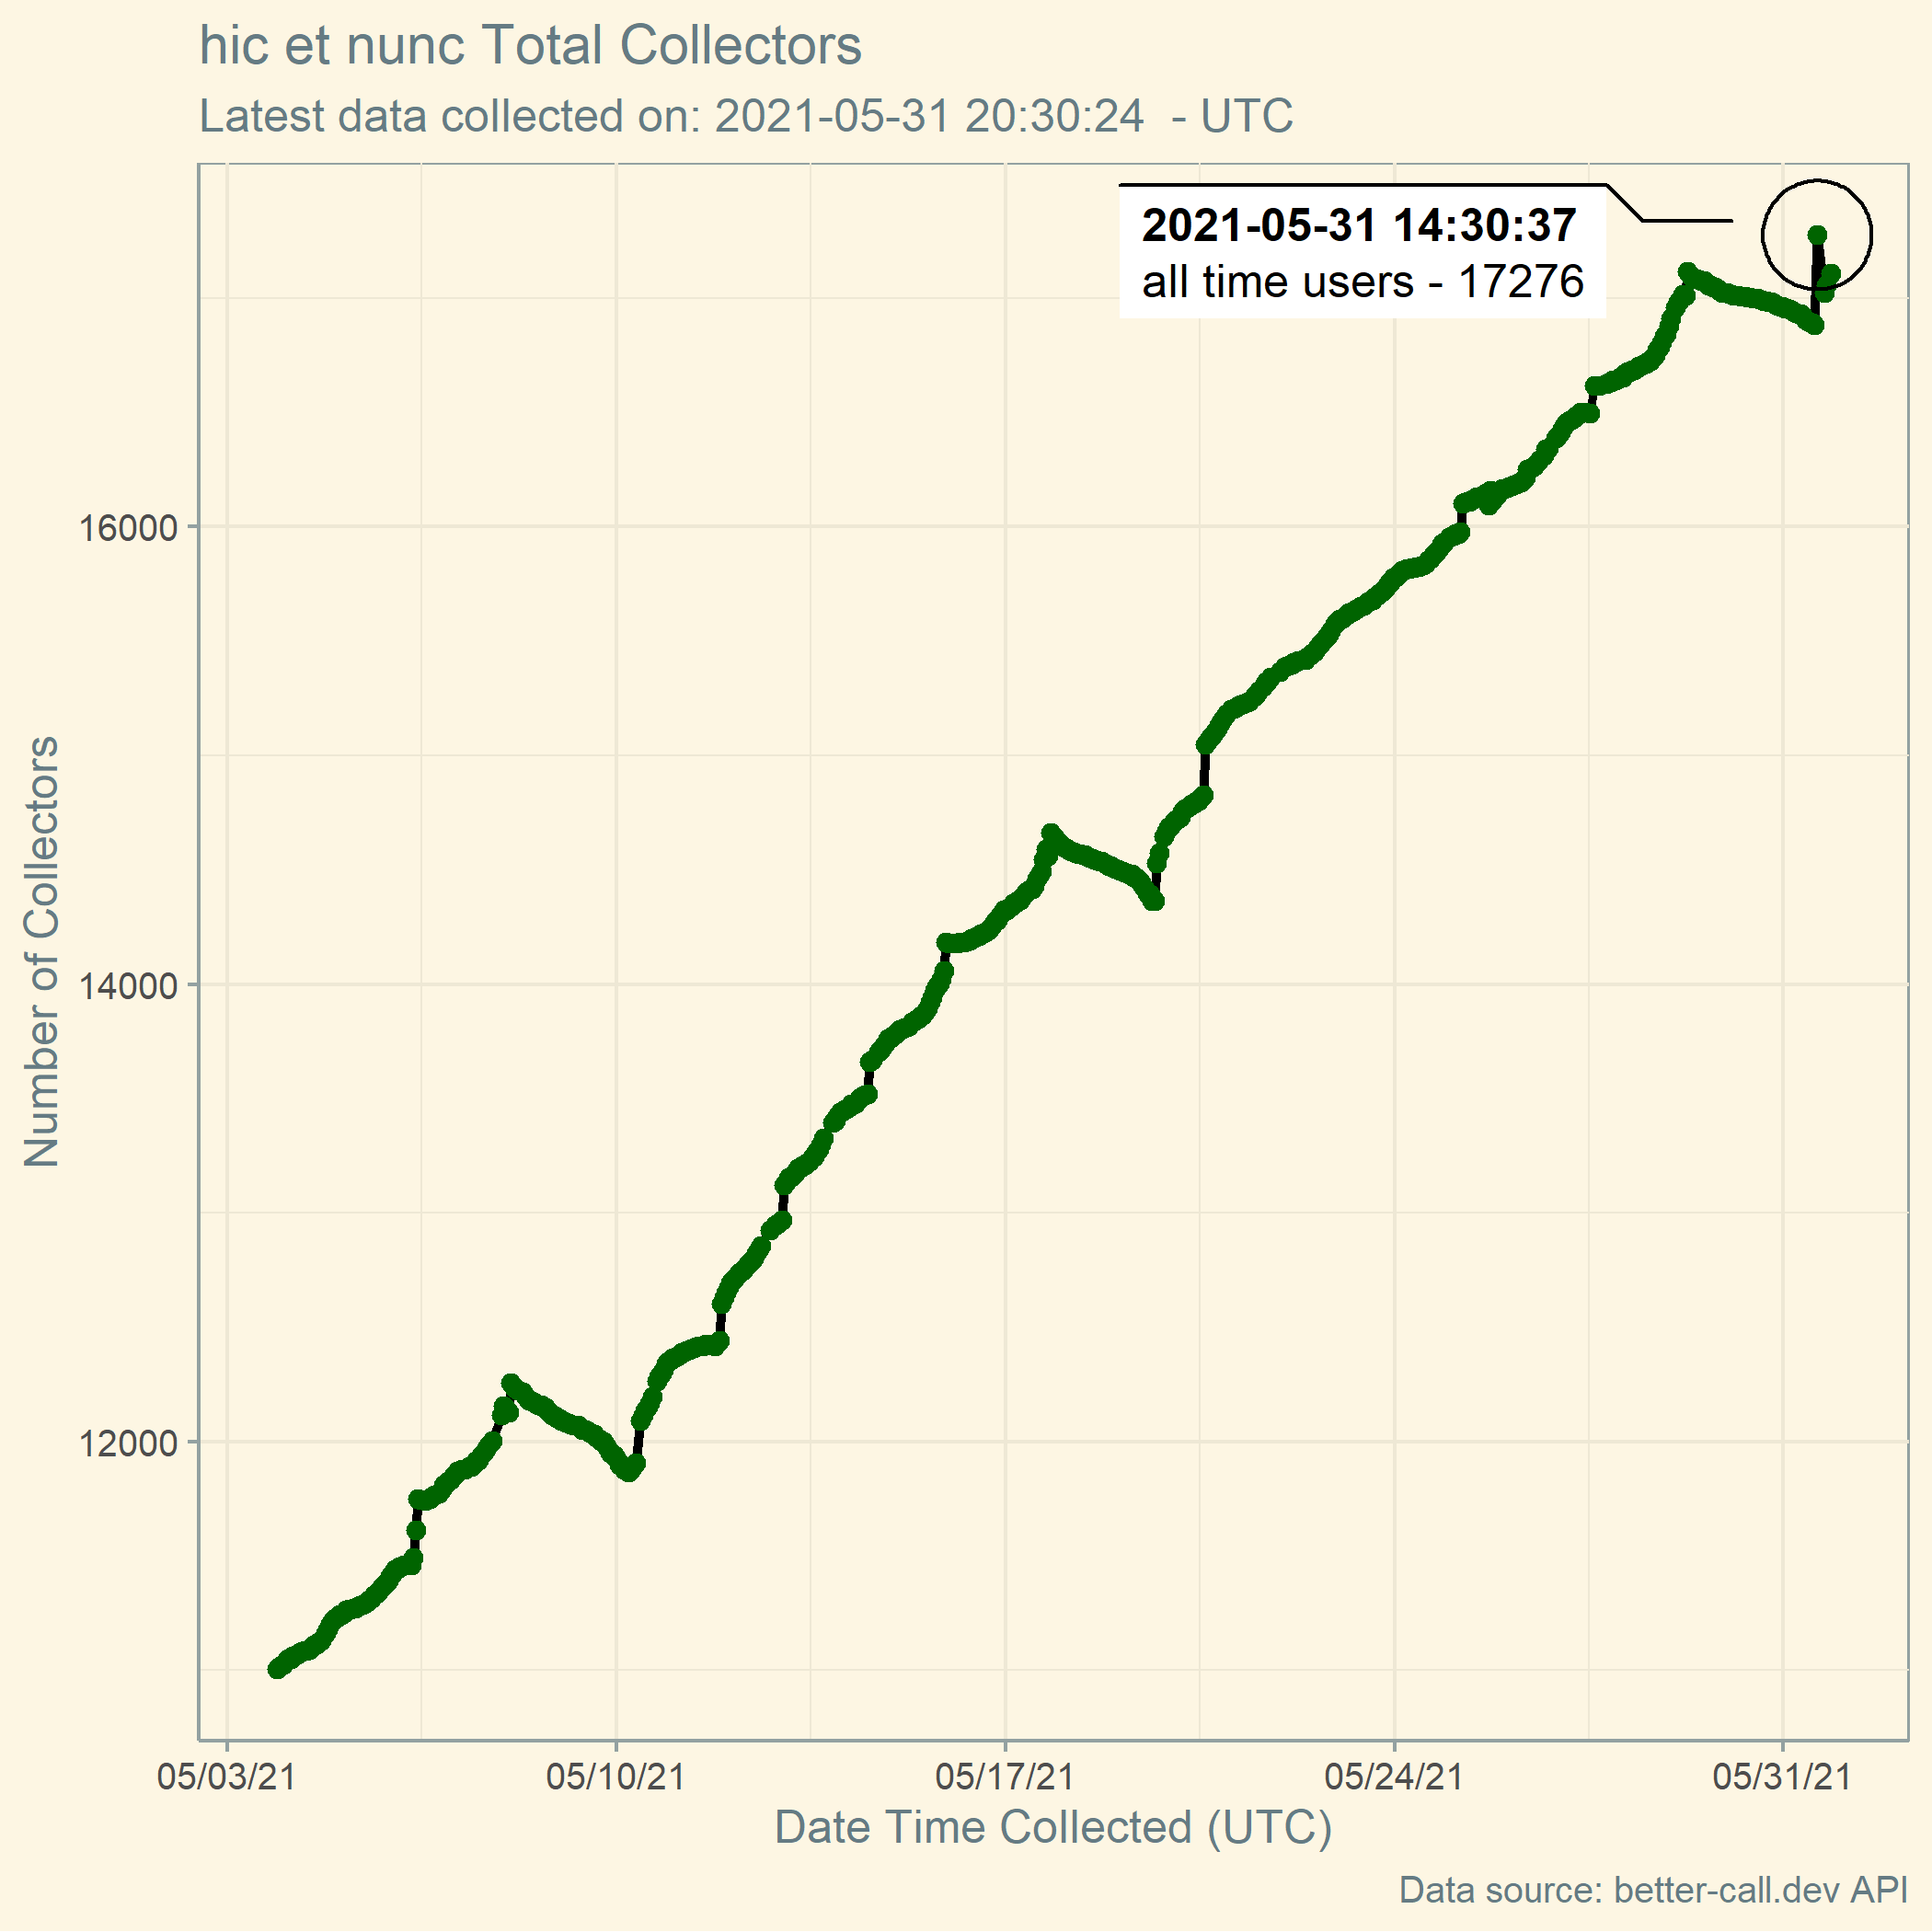 hic et nunc Total Collectors
Latest data collected on: 2021-05-31 20:30:24  - UTC
2021-05-31 14:30:37
all time users - 17276
Number of Collectors
16000
14000
12000
05/03/21
05/10/21
05/17/21
05/24/21
05/31/21
Date Time Collected (UTC)
Data source: better-call.dev API